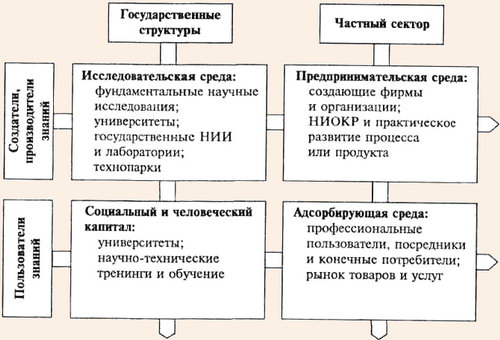 Государственные
структуры
Частный сектор
Создатели,
производители
знаний
Исследовательская среда:
фундаментальные научные
исследования;
университеты;
государственные НИИ
и лаборатории;
технопарки
Предпринимательская среда:
создающие фирмы
и организации;
НИОКР и практическое
развитие процесса
или продукта
Пользователи
знаний
Социальный и человеческий
капитал:
университеты;
научно-технические
тренинги и обучение
Адсорбирующая среда:
профессиональные
пользователи, посредники
и конечные потребители;
рынок товаров и услуг